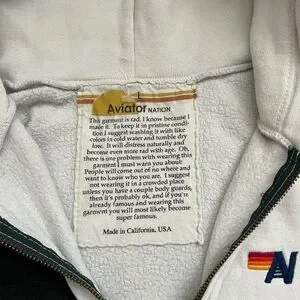 L
Aviator NATION
This garment is rad. I know because I
made it. To keep it in pristine condi-
tion I suggest washing it with like
colors in cold water and tumble dry
low. It will distress naturally and
become even more rad with age. Oh,
there is one problem with wearing this
garment I must warn you about
People will come out of no where and
want to know who you are. I suggest
not wearing it in a crowded place
unless you have a couple body guards,
then it's probably ok, and if you're
already famous and wearing this
garment you will most likely become
super famous.
Made in California, USA
AN